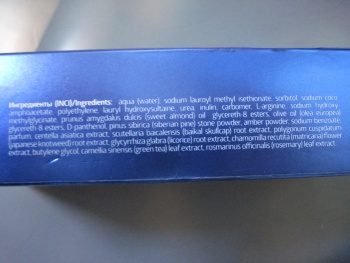 Ингредиенты (INCI)/Ingredients: aqua (water), sodium lauroyl methyl isethionate, sorbitol, sodium coco
amphoacetate, polyethylene, lauryl hydroxysultaine, urea, inulin, carbomer, L-arginine, sodium hydroxy
methylglycinate, prunus amygdalus dulcis (sweet almond) oil glycereth-8 esters, olive oil (olea europea)
glycereth-8 esters, D-panthenol, pinus sibirica (siberian pine) stone powder, amber powder, sodium benzoate,
parfum, centella asiatica extract, scutellaria baicalensis (baikal skullcap) root extract, polygonum cuspidatum
(japanese knotweed) root extract, glycyrrhiza glabra (licorice) root extract, chamomilla recutita (matricaria) flower
extract, butylene glycol, camellia sinensis (green tea) leaf extract, rosmarinus officinalis (rosemary) leaf extract.